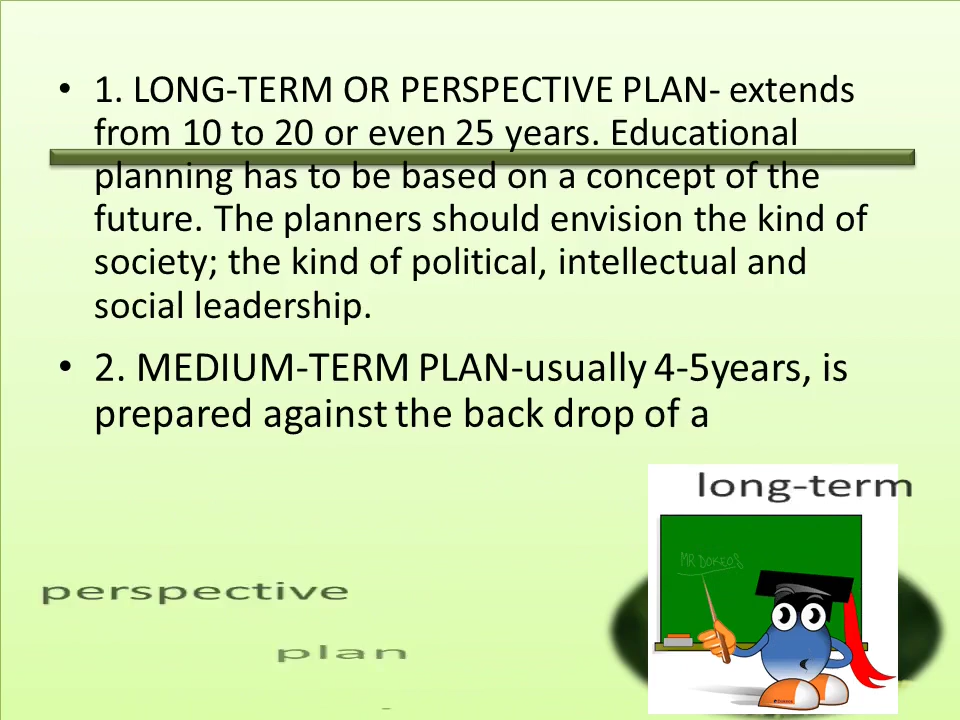 • 1. LONG-TERM OR PERSPECTIVE PLAN- extends
from 10 to 20 or even 25 years. Educational
planning has to be based on a concept of the
future. The planners should envision the kind of
society; the kind of political, intellectual and
social leadership.
• 2. MEDIUM-TERM PLAN-usually 4-5years, is
prepared against the back drop of a
long-term
MR DOKEOS
perspective
plan